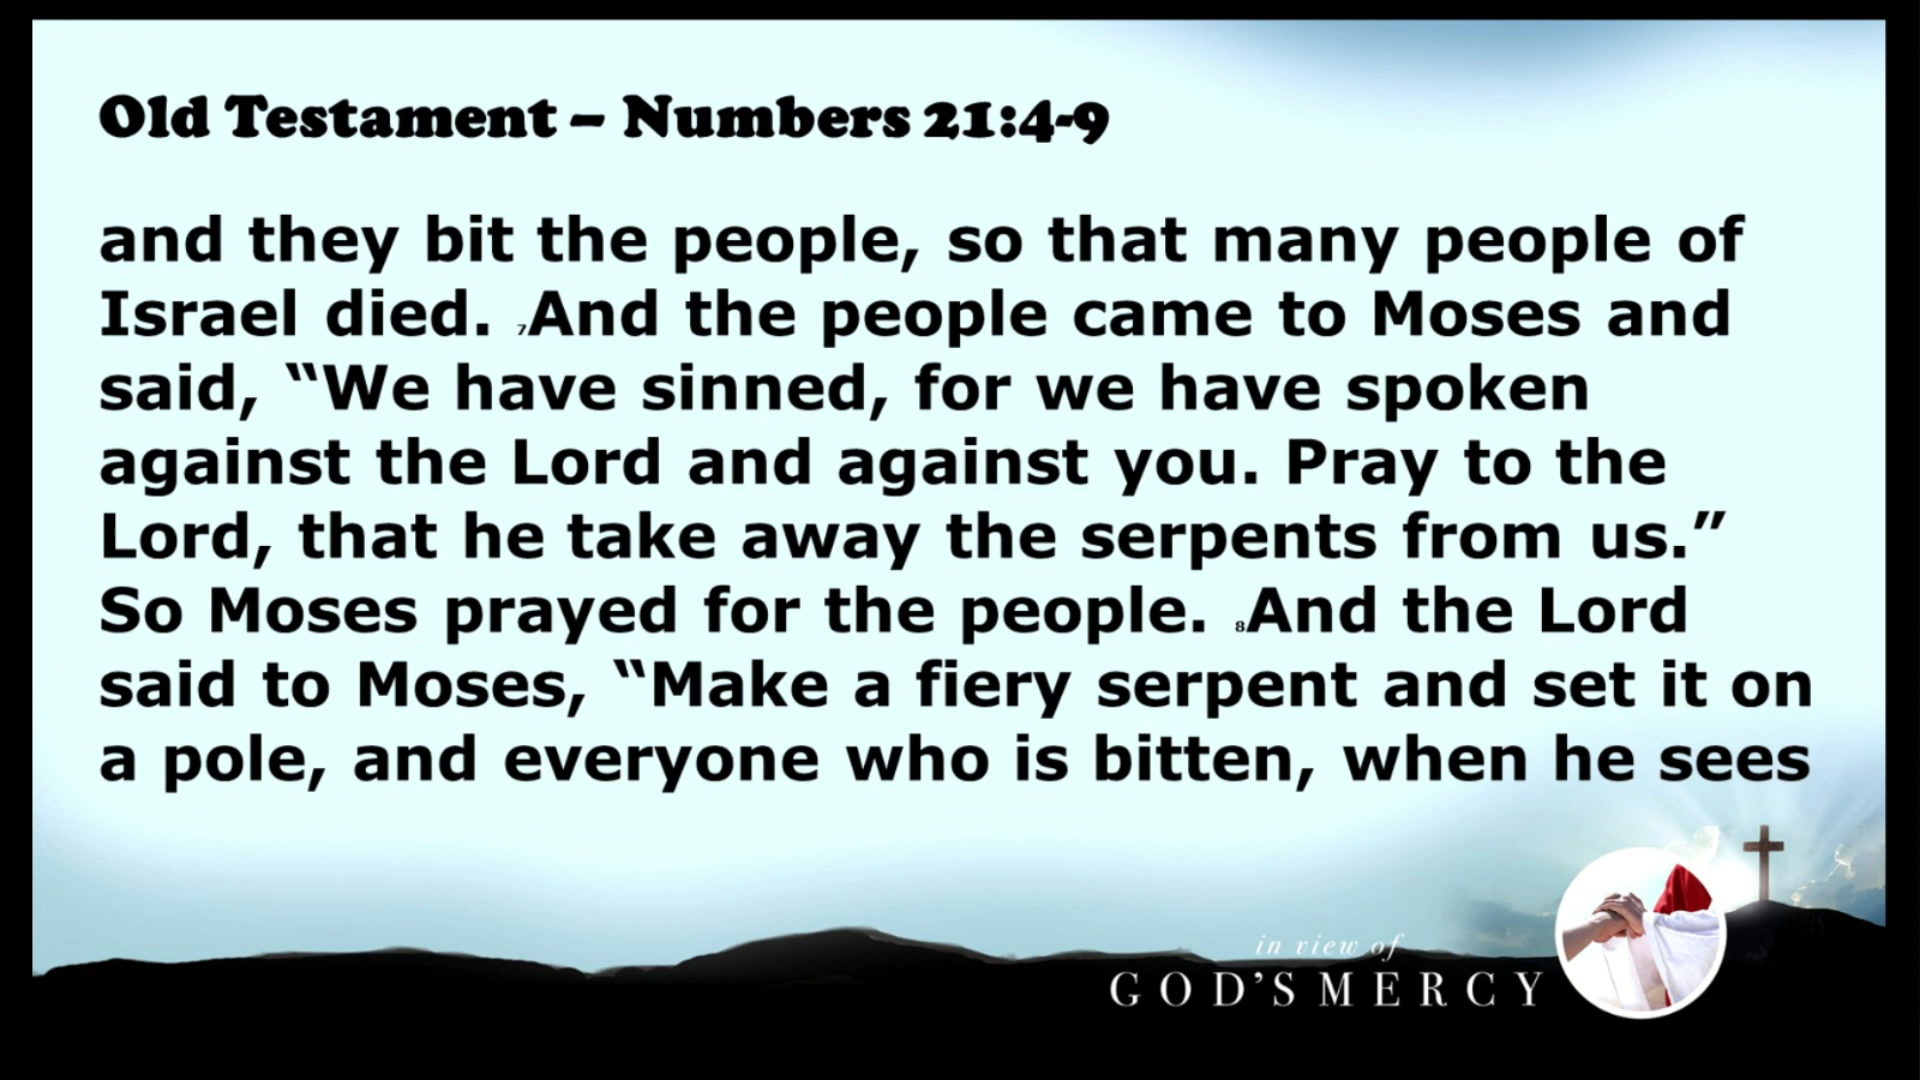 Old Testament – Numbers 21:4-9
and they bit the people, so that many people of
Israel died. 7And the people came to Moses and
said, “We have sinned, for we have spoken
against the Lord and against you. Pray to the
Lord, that he take away the serpents from us.”
So Moses prayed for the people. 8And the Lord
said to Moses, “Make a fiery serpent and set it on
a pole, and everyone who is bitten, when he sees
in view of
GOD’S MERCY